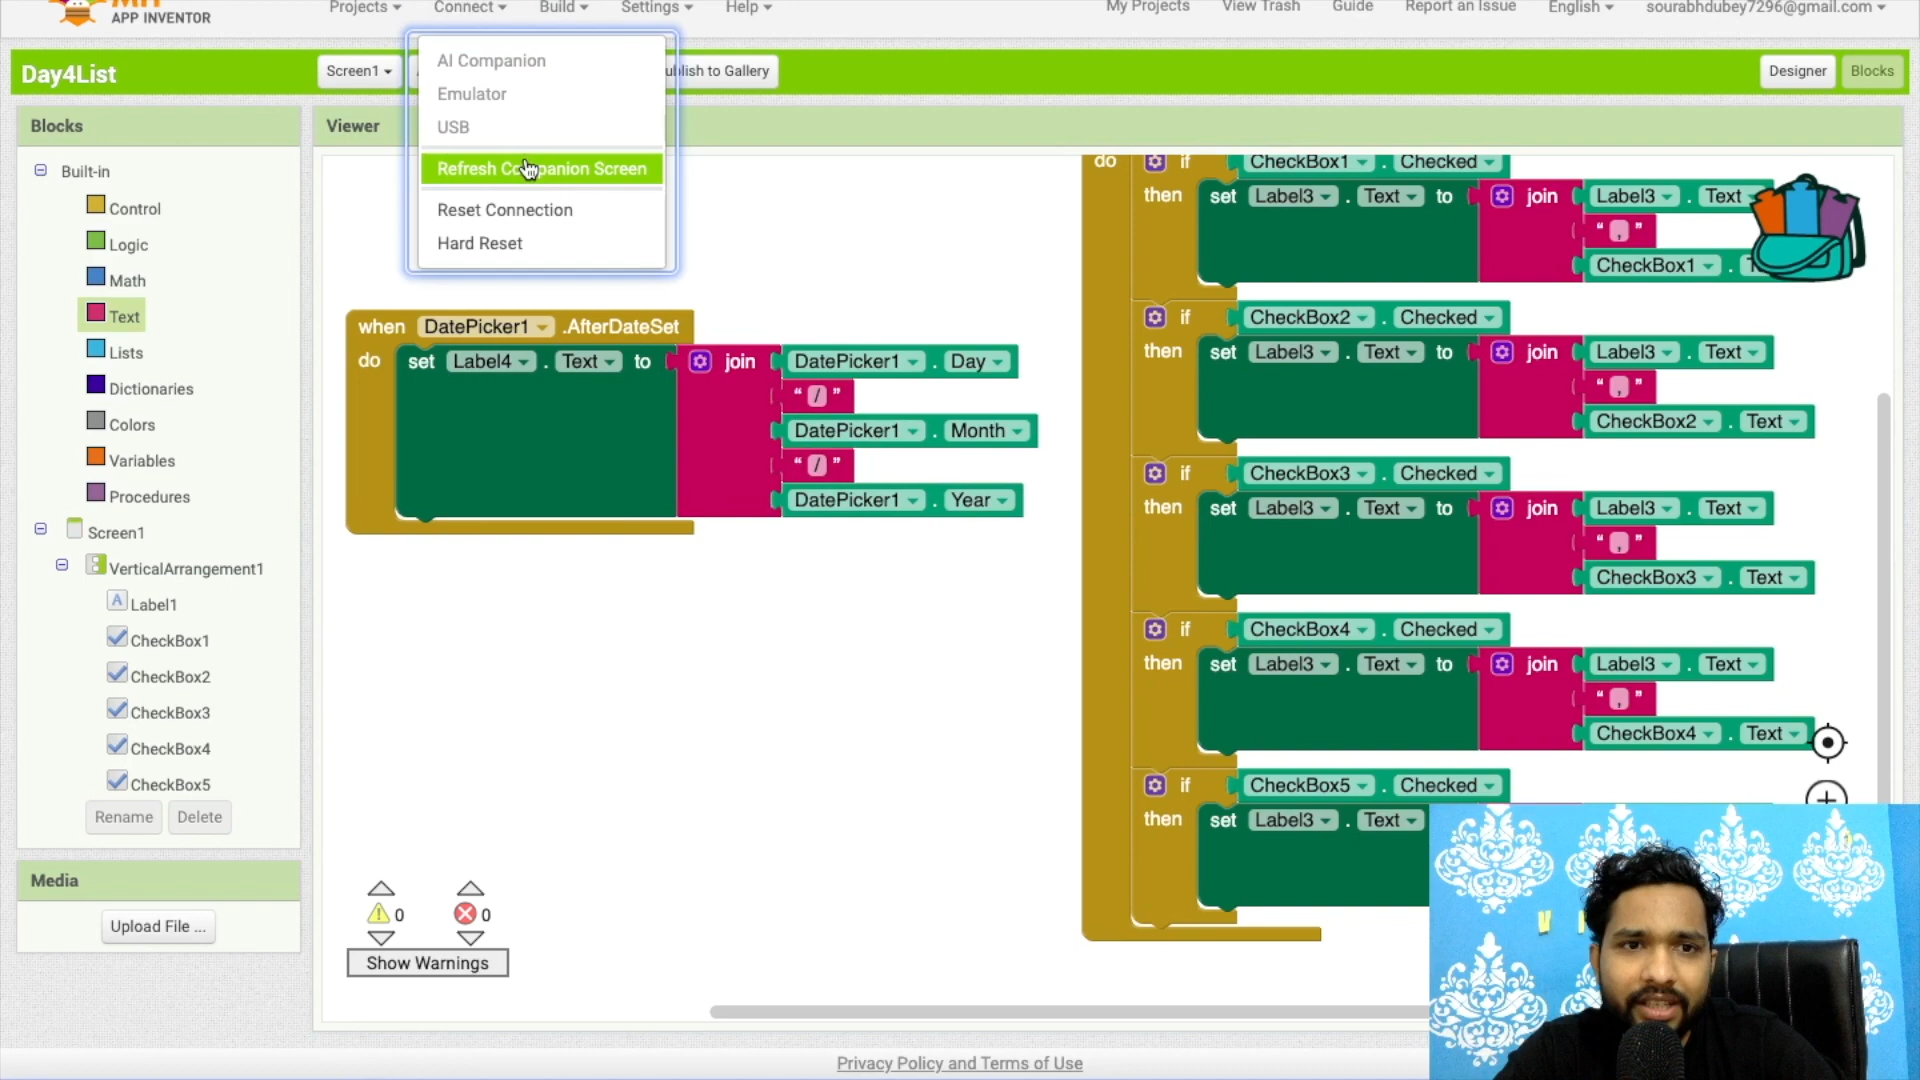 MIT
APP INVENTOR
Projects
Connect
Build
Settings
Help
My Projects
View Trash
Guide
Report an Issue
English
sourabhdubey7296@gmail.com
Day4List
Screen1
ublish to Gallery
Designer
Blocks
AI Companion
Emulator
USB
Refresh Companion Screen
Reset Connection
Hard Reset
Blocks
Built-in
Control
Logic
Math
Text
Lists
Dictionaries
Colors
Variables
Procedures
Screen1
VerticalArrangement1
A Label1
CheckBox1
CheckBox2
CheckBox3
CheckBox4
CheckBox5
Rename Delete
Media
Upload File ...
Viewer
when DatePicker1 .AfterDateSet
do set Label4 . Text to join DatePicker1 . Day
“ / ”
DatePicker1 . Month
“ / ”
DatePicker1 . Year
do if CheckBox1 . Checked
then set Label3 . Text to join Label3 . Text
“ , ”
CheckBox1 .
if CheckBox2 . Checked
then set Label3 . Text to join Label3 . Text
“ , ”
CheckBox2 . Text
if CheckBox3 . Checked
then set Label3 . Text to join Label3 . Text
“ , ”
CheckBox3 . Text
if CheckBox4 . Checked
then set Label3 . Text to join Label3 . Text
“ , ”
CheckBox4 . Text
if CheckBox5 . Checked
then set Label3 . Text
0 0
Show Warnings
Privacy Policy and Terms of Use